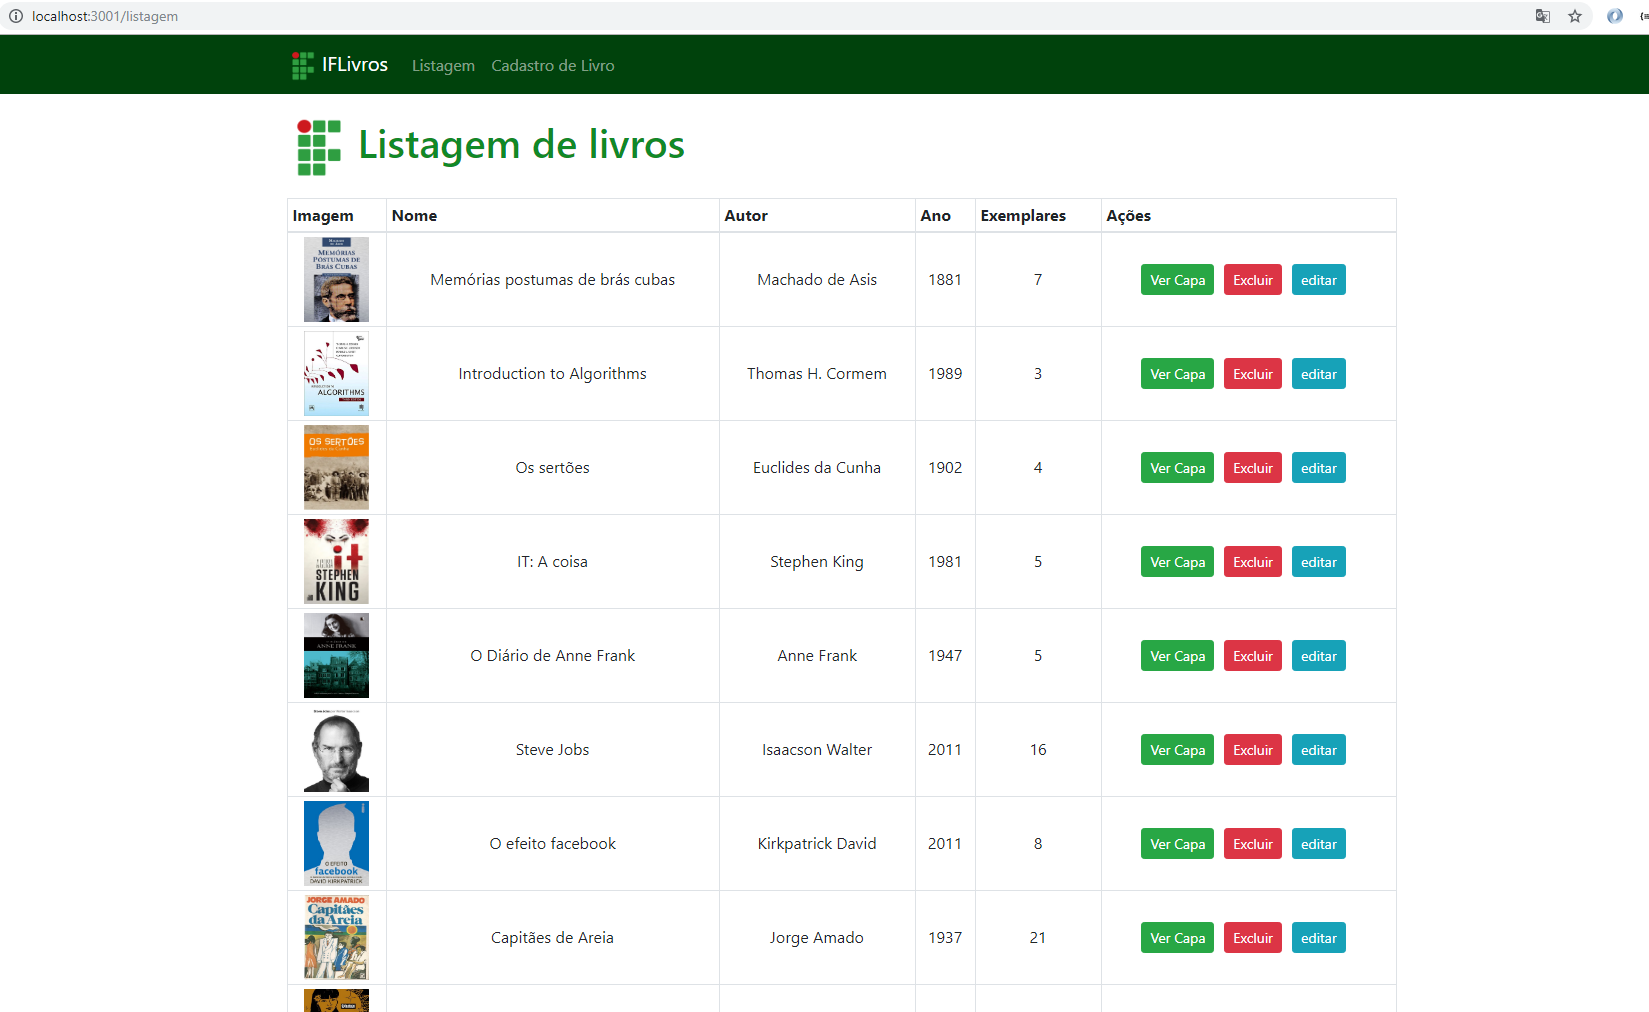 localhost:3001/listagem
IFLivros Listagem Cadastro de Livro
Listagem de livros
Imagem Nome Autor Ano Exemplares Ações
MEMÓRIAS
PÓSTUMAS DE
BRÁS CUBAS
Memórias postumas de brás cubas Machado de Asis 1881 7 Ver Capa Excluir editar
ALGORITHMS
Introduction to Algorithms Thomas H. Cormem 1989 3 Ver Capa Excluir editar
OS SERTÕES
Os sertões Euclides da Cunha 1902 4 Ver Capa Excluir editar
it
STEPHEN
KING
IT: A coisa Stephen King 1981 5 Ver Capa Excluir editar
ANNE FRANK
O Diário de Anne Frank Anne Frank 1947 5 Ver Capa Excluir editar
Steve Jobs Isaacson Walter 2011 16 Ver Capa Excluir editar
O EFEITO
facebook
DAVID KIRKPATRICK
O efeito facebook Kirkpatrick David 2011 8 Ver Capa Excluir editar
JORGE AMADO
Capitães
da Areia
Capitães de Areia Jorge Amado 1937 21 Ver Capa Excluir editar